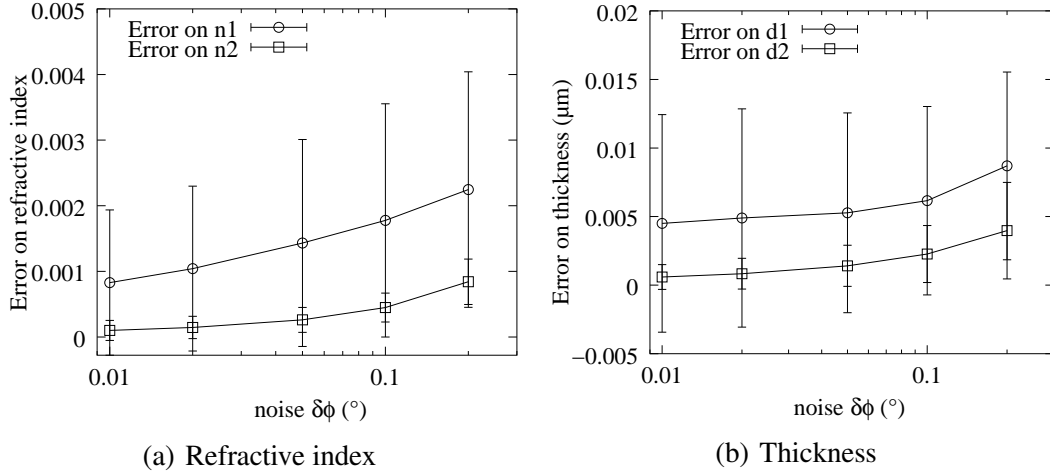 0.005
0.004
0.003
0.002
0.001
0
0.01
0.1
Error on refractive index
noise δϕ (°)
Error on n1
Error on n2
(a) Refractive index
0.02
0.015
0.01
0.005
0
−0.005
0.01
0.1
Error on thickness (µm)
noise δϕ (°)
Error on d1
Error on d2
(b) Thickness